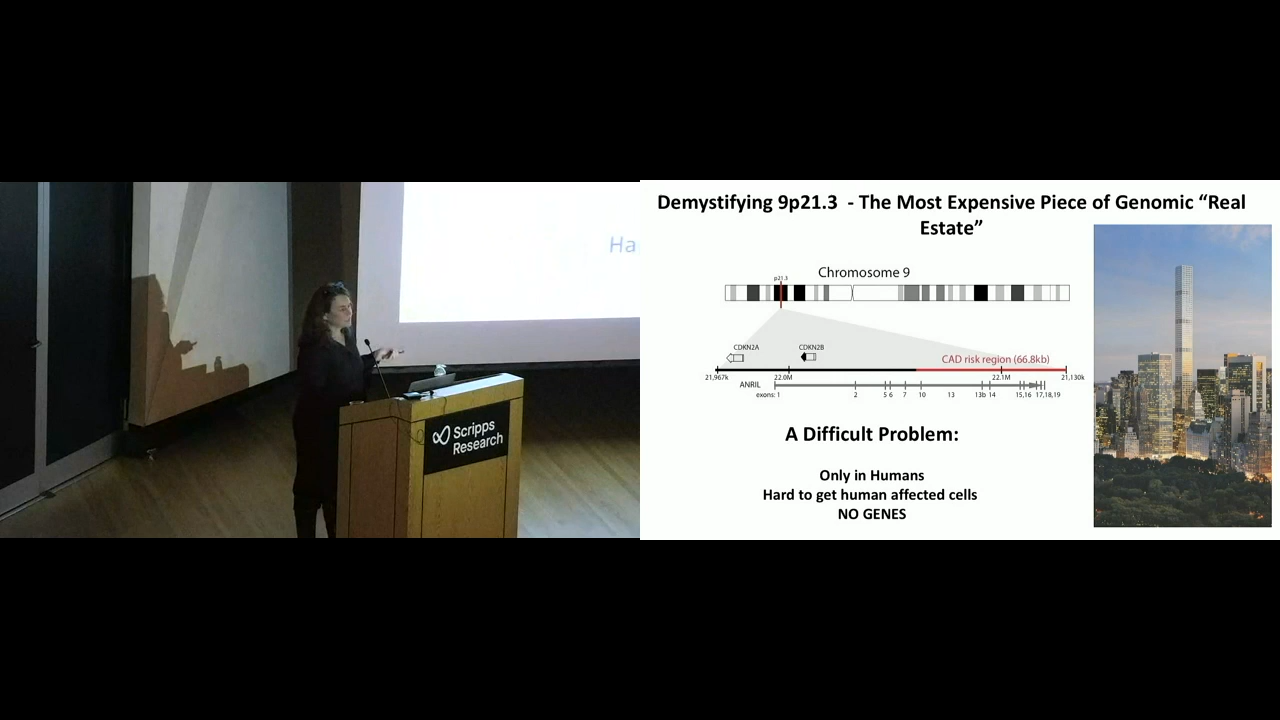 Ha
Scripps
Research
Demystifying 9p21.3 - The Most Expensive Piece of Genomic “Real
Estate”
Chromosome 9
p21.3
CDKN2A
CDKN2B
CAD risk region (66.8kb)
21,967k
22.0M
22.1M
21,130k
ANRIL
exons: 1 2 5 6 7 10 13 13b 14 15,16 17,18,19
A Difficult Problem:
Only in Humans
Hard to get human affected cells
NO GENES